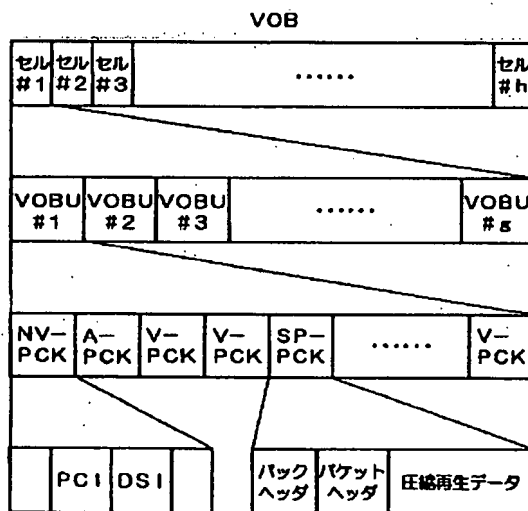 VOB
セル
#1
セル
#2
セル
#3
......
セル
#h
VOBU
#1
VOBU
#2
VOBU
#3
......
VOBU
#g
NV-
PCK
A-
PCK
V-
PCK
V-
PCK
SP-
PCK
......
V-
PCK
PCI
DSI
パック
ヘッダ
パケット
ヘッダ
圧縮再生データ